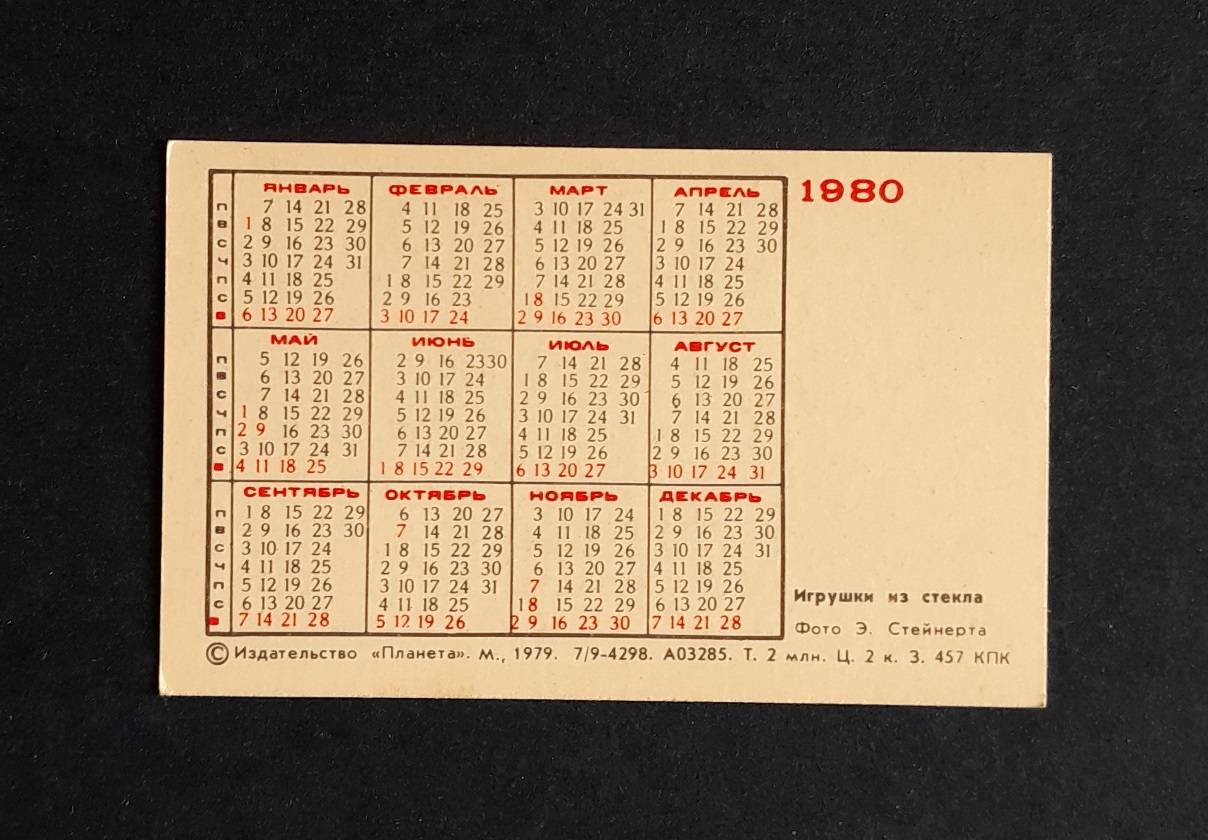 1980
ЯНВАРЬ ФЕВРАЛЬ МАРТ АПРЕЛЬ
п 7 14 21 28 4 11 18 25 3 10 17 24 31 7 14 21 28
в 1 8 15 22 29 5 12 19 26 4 11 18 25 1 8 15 22 29
с 2 9 16 23 30 6 13 20 27 5 12 19 26 2 9 16 23 30
ч 3 10 17 24 31 7 14 21 28 6 13 20 27 3 10 17 24
п 4 11 18 25 1 8 15 22 29 7 14 21 28 4 11 18 25
с 5 12 19 26 2 9 16 23 1 8 15 22 29 5 12 19 26
в 6 13 20 27 3 10 17 24 2 9 16 23 30 6 13 20 27
МАЙ ИЮНЬ ИЮЛЬ АВГУСТ
п 5 12 19 26 2 9 16 23 30 7 14 21 28 4 11 18 25
в 6 13 20 27 3 10 17 24 1 8 15 22 29 5 12 19 26
с 7 14 21 28 4 11 18 25 2 9 16 23 30 6 13 20 27
ч 1 8 15 22 29 5 12 19 26 3 10 17 24 31 7 14 21 28
п 2 9 16 23 30 6 13 20 27 4 11 18 25 1 8 15 22 29
с 3 10 17 24 31 7 14 21 28 5 12 19 26 2 9 16 23 30
в 4 11 18 25 1 8 15 22 29 6 13 20 27 3 10 17 24 31
СЕНТЯБРЬ ОКТЯБРЬ НОЯБРЬ ДЕКАБРЬ
п 1 8 15 22 29 6 13 20 27 3 10 17 24 1 8 15 22 29
в 2 9 16 23 30 7 14 21 28 4 11 18 25 2 9 16 23 30
с 3 10 17 24 1 8 15 22 29 5 12 19 26 3 10 17 24 31
ч 4 11 18 25 2 9 16 23 30 6 13 20 27 4 11 18 25
п 5 12 19 26 3 10 17 24 31 7 14 21 28 5 12 19 26
с 6 13 20 27 4 11 18 25 1 8 15 22 29 6 13 20 27
в 7 14 21 28 5 12 19 26 2 9 16 23 30 7 14 21 28
Игрушки из стекла
Фото Э. Стейнерта
© Издательство «Планета». М., 1979. 7/9-4298. А03285. Т. 2 млн. Ц. 2 к. З. 457 КПК